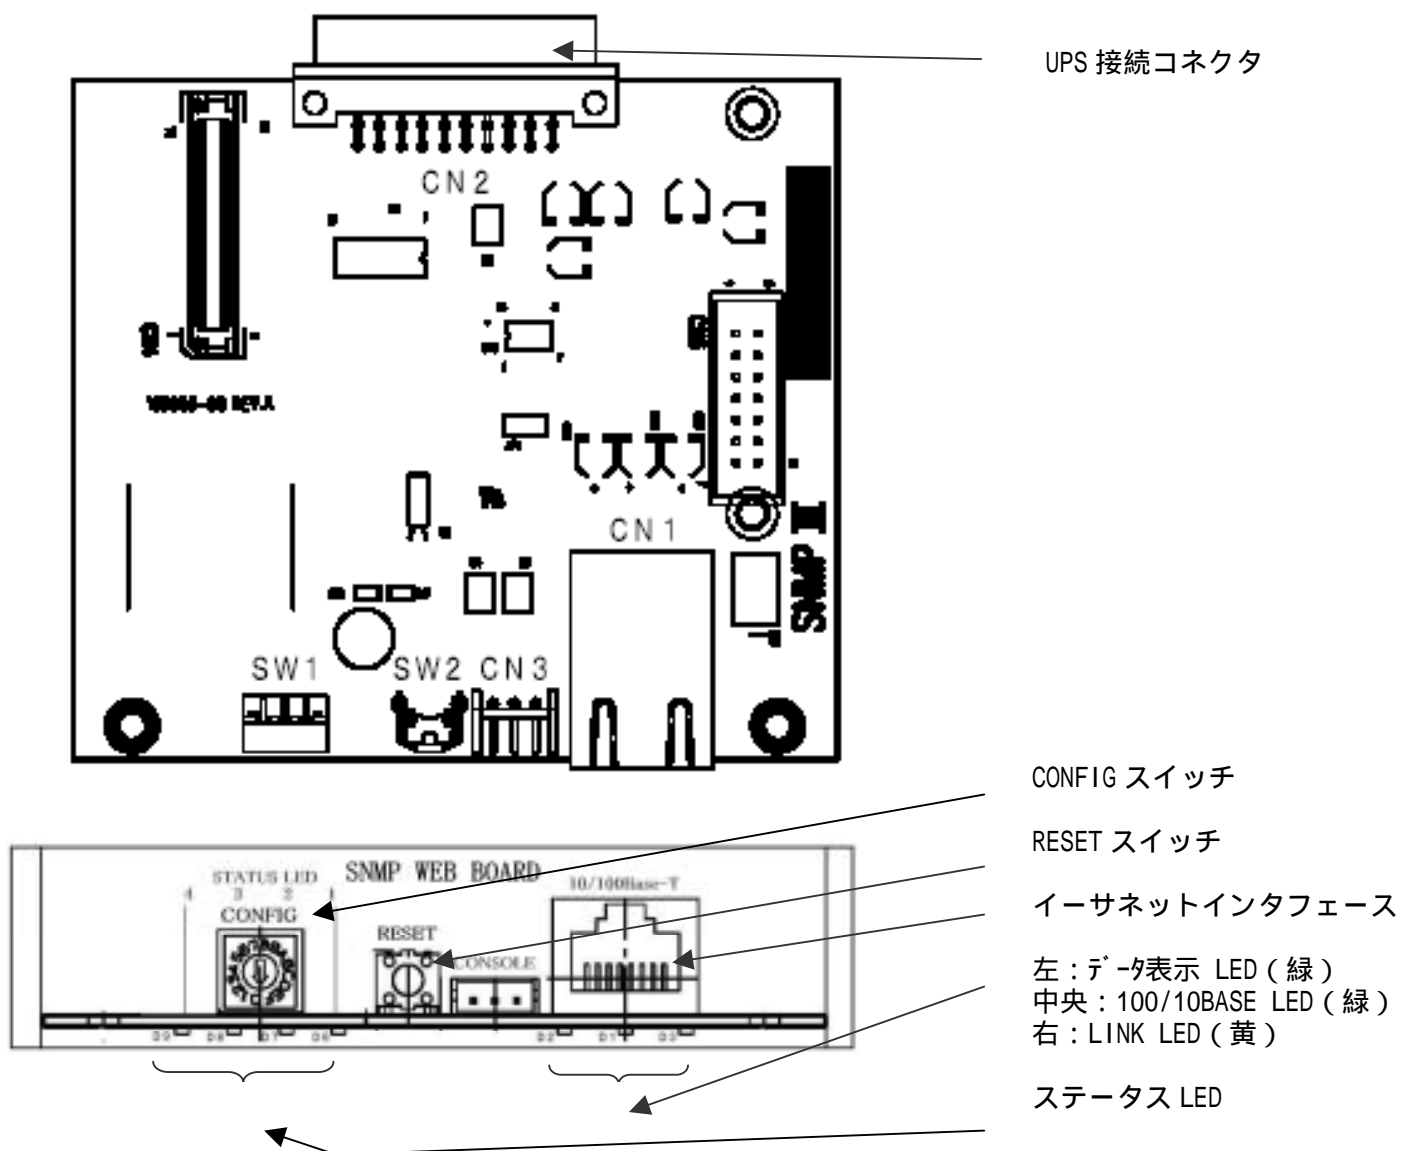 UPS 接続コネクタ
CN2
CN1
SNMP III
SW1
SW2
CN3
CONFIG スイッチ
RESET スイッチ
イーサネットインタフェース
左：ﾃﾞｰﾀ表示 LED（緑）
中央：100/10BASE LED（緑）
右：LINK LED（黄）
ステータス LED
SNMP WEB BOARD
STATUS LED
4 3 2 1
CONFIG
RESET
CONSOLE
10/100Base-T
D9 D8 D7 D6 D2 D1 D3